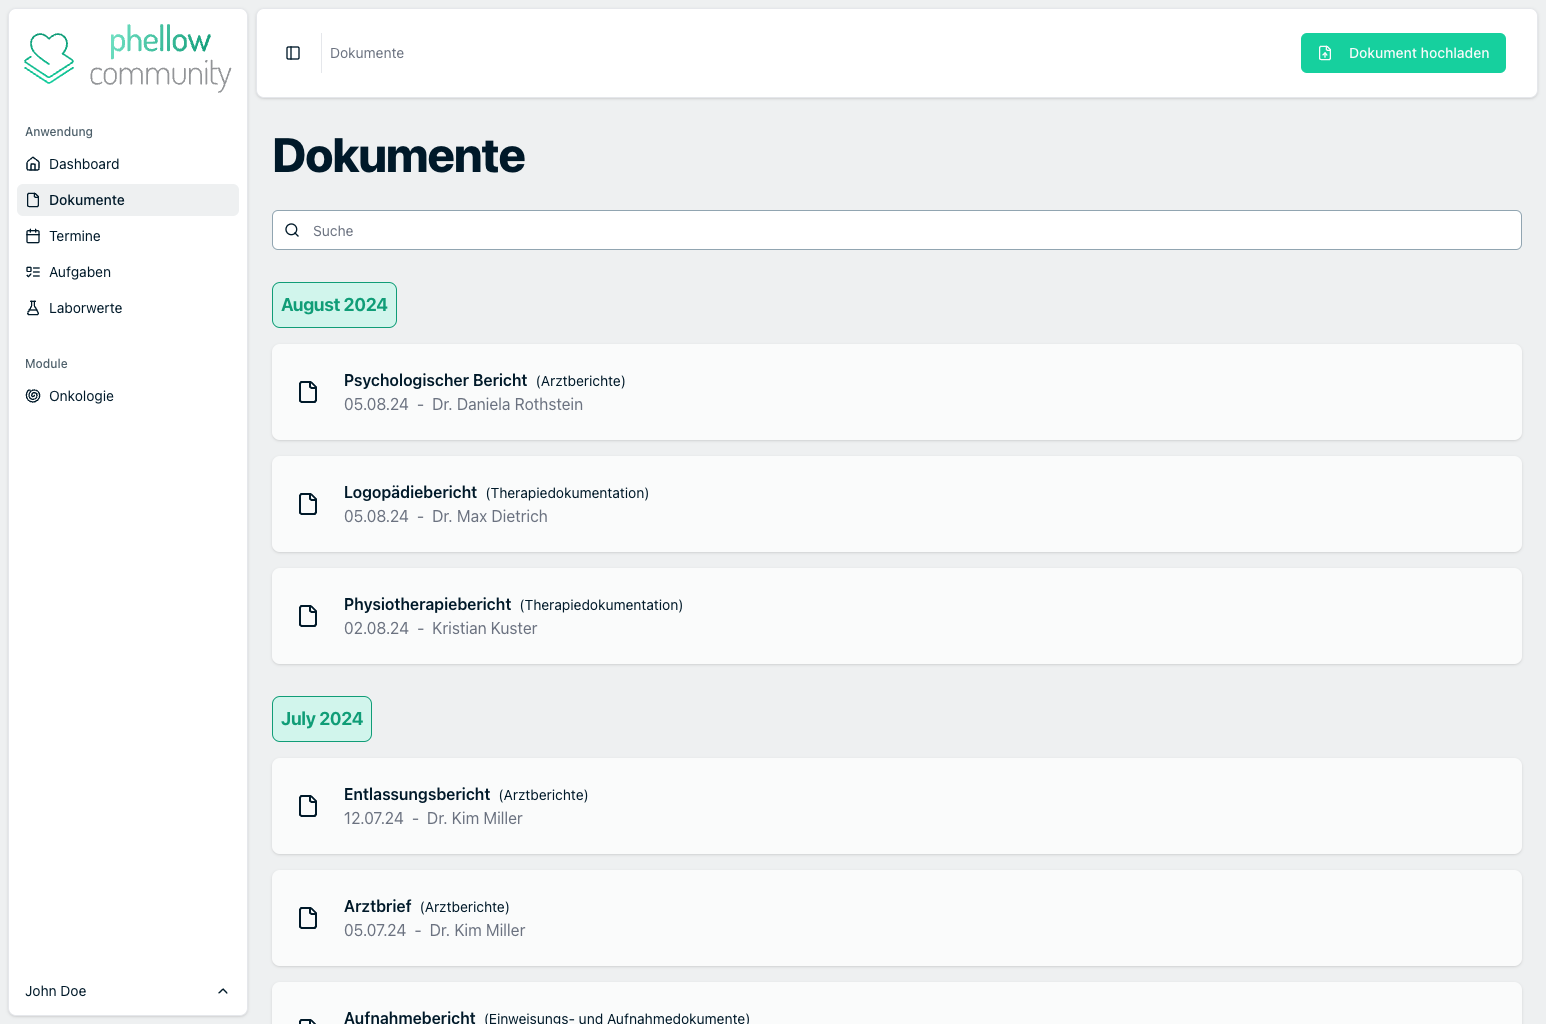 phellow
community
Anwendung
Dashboard
Dokumente
Termine
Aufgaben
Laborwerte
Module
Onkologie
John Doe
Dokumente
Dokument hochladen
Dokumente
Suche
August 2024
Psychologischer Bericht (Arztberichte)
05.08.24 - Dr. Daniela Rothstein
Logopädiebericht (Therapiedokumentation)
05.08.24 - Dr. Max Dietrich
Physiotherapiebericht (Therapiedokumentation)
02.08.24 - Kristian Kuster
July 2024
Entlassungsbericht (Arztberichte)
12.07.24 - Dr. Kim Miller
Arztbrief (Arztberichte)
05.07.24 - Dr. Kim Miller
Aufnahmebericht (Einweisungs- und Aufnahmedokumente)